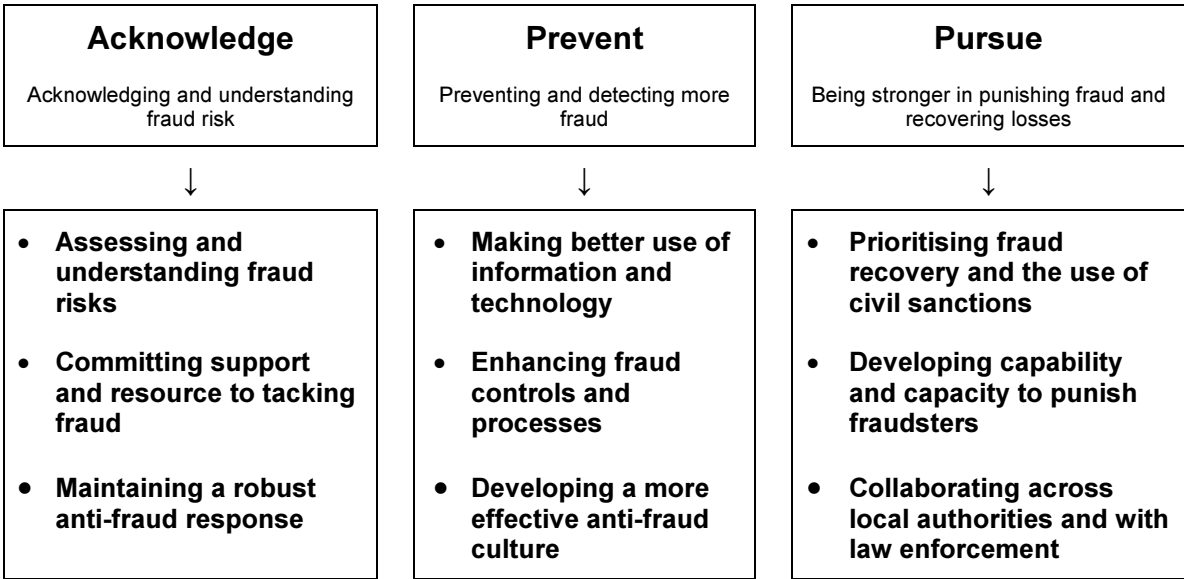 Acknowledge
Acknowledging and understanding
fraud risk
↓
• Assessing and
understanding fraud
risks
• Committing support
and resource to tacking
fraud
• Maintaining a robust
anti-fraud response
Prevent
Preventing and detecting more
fraud
↓
• Making better use of
information and
technology
• Enhancing fraud
controls and
processes
• Developing a more
effective anti-fraud
culture
Pursue
Being stronger in punishing fraud and
recovering losses
↓
• Prioritising fraud
recovery and the use of
civil sanctions
• Developing capability
and capacity to punish
fraudsters
• Collaborating across
local authorities and with
law enforcement